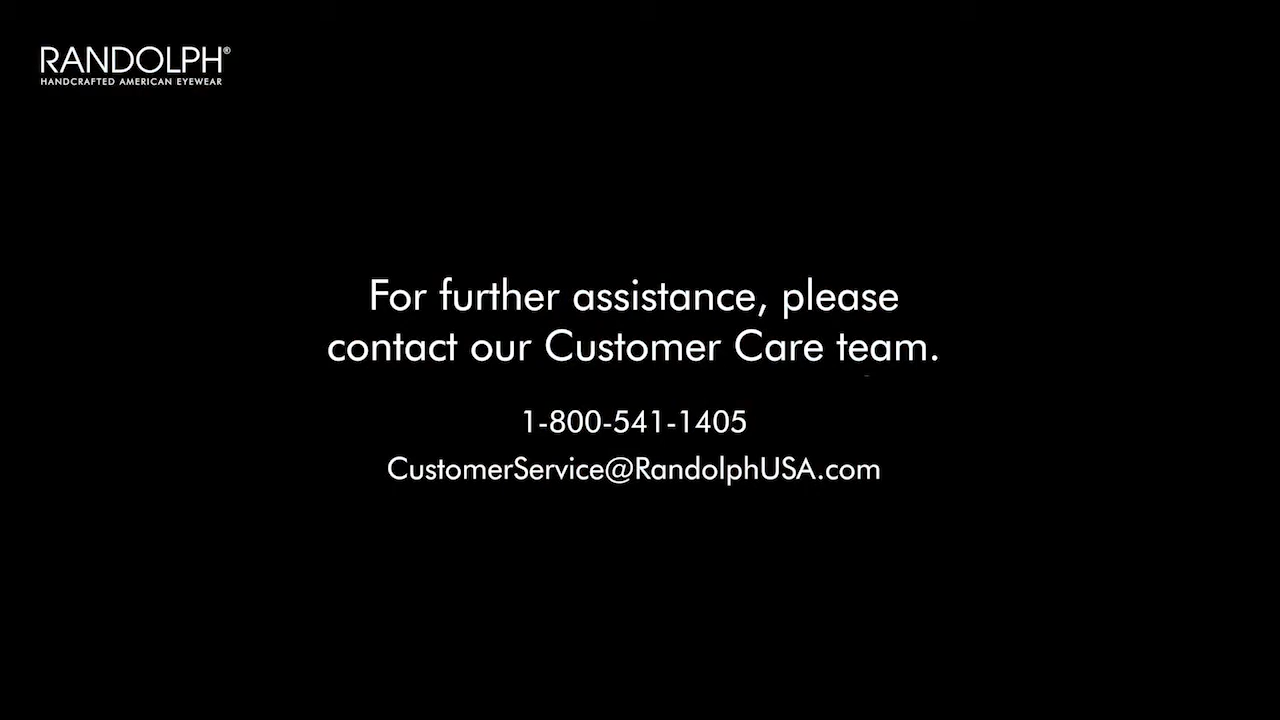 RANDOLPH®
HANDCRAFTED AMERICAN EYEWEAR
For further assistance, please
contact our Customer Care team.
1-800-541-1405
CustomerService@RandolphUSA.com